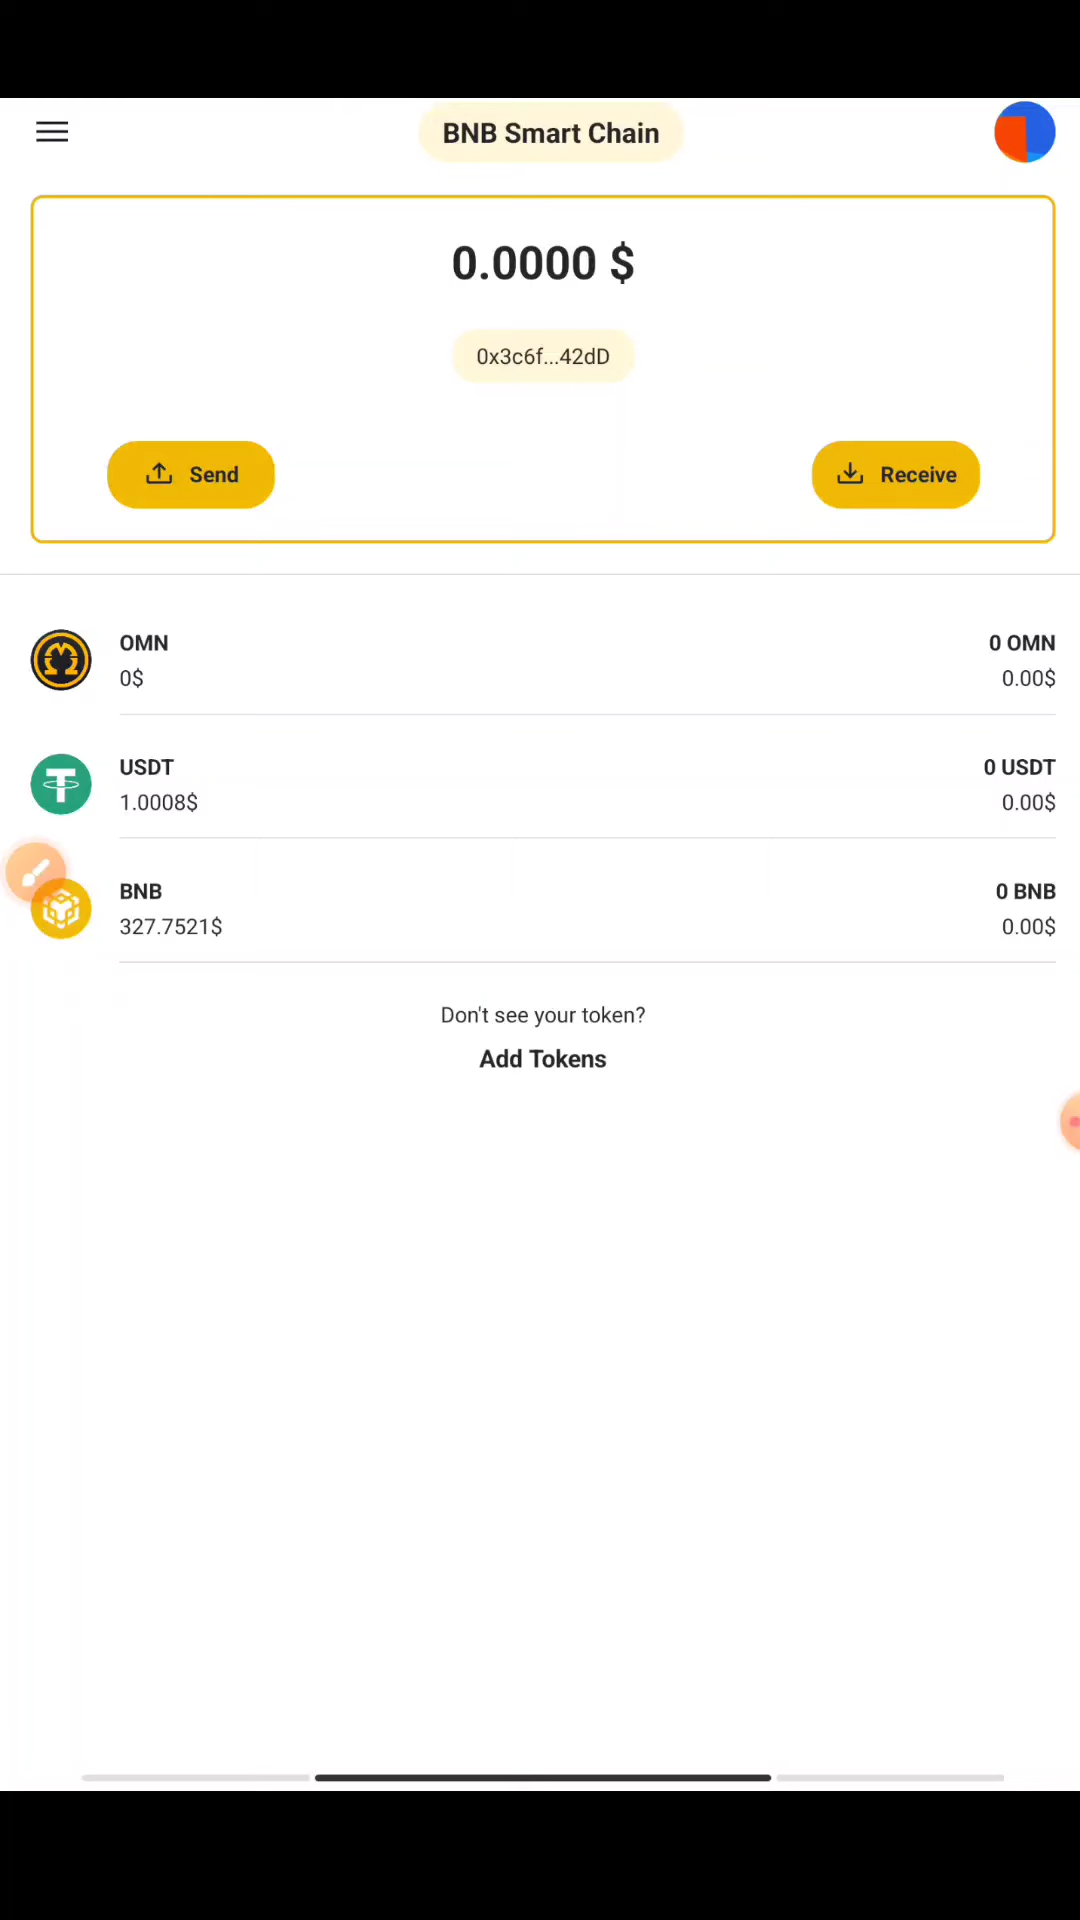 BNB Smart Chain
0.0000 $
0x3c6f...42dD
Send
Receive
OMN
0 OMN
0$
0.00$
USDT
0 USDT
1.0008$
0.00$
BNB
0 BNB
327.7521$
0.00$
Don't see your token?
Add Tokens